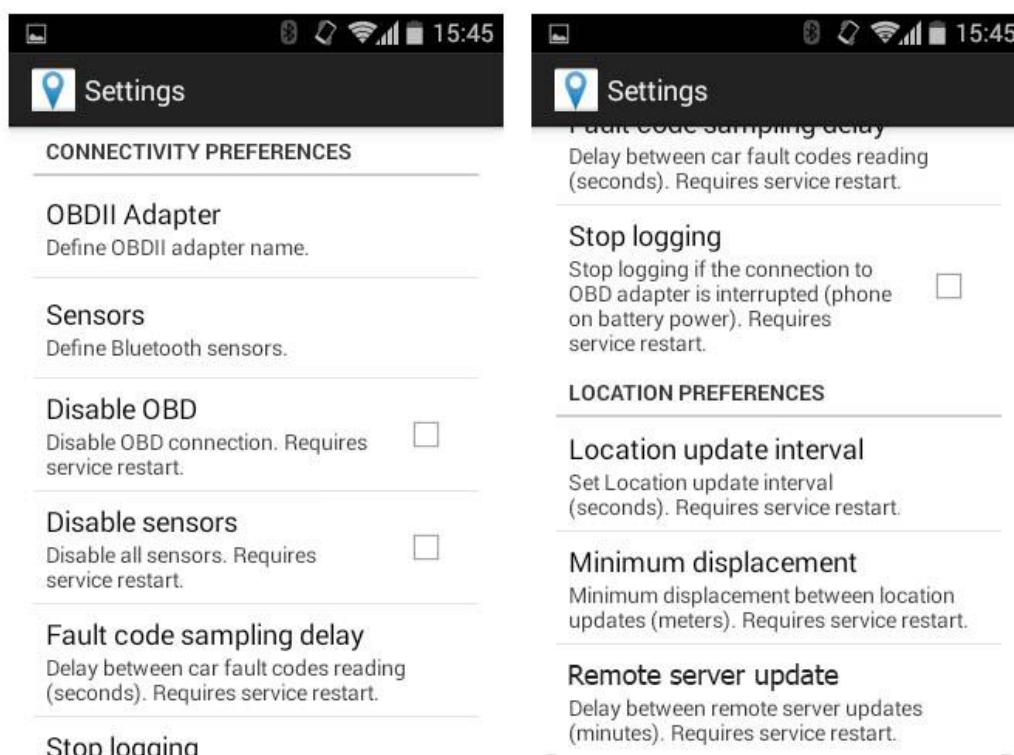 15:45
Settings
CONNECTIVITY PREFERENCES
OBDII Adapter
Define OBDII adapter name.
Sensors
Define Bluetooth sensors.
Disable OBD
Disable OBD connection. Requires
service restart.
Disable sensors
Disable all sensors. Requires
service restart.
Fault code sampling delay
Delay between car fault codes reading
(seconds). Requires service restart.
Stop logging
15:45
Settings
Fault code sampling delay
Delay between car fault codes reading
(seconds). Requires service restart.
Stop logging
Stop logging if the connection to
OBD adapter is interrupted (phone
on battery power). Requires
service restart.
LOCATION PREFERENCES
Location update interval
Set Location update interval
(seconds). Requires service restart.
Minimum displacement
Minimum displacement between location
updates (meters). Requires service restart.
Remote server update
Delay between remote server updates
(minutes). Requires service restart.